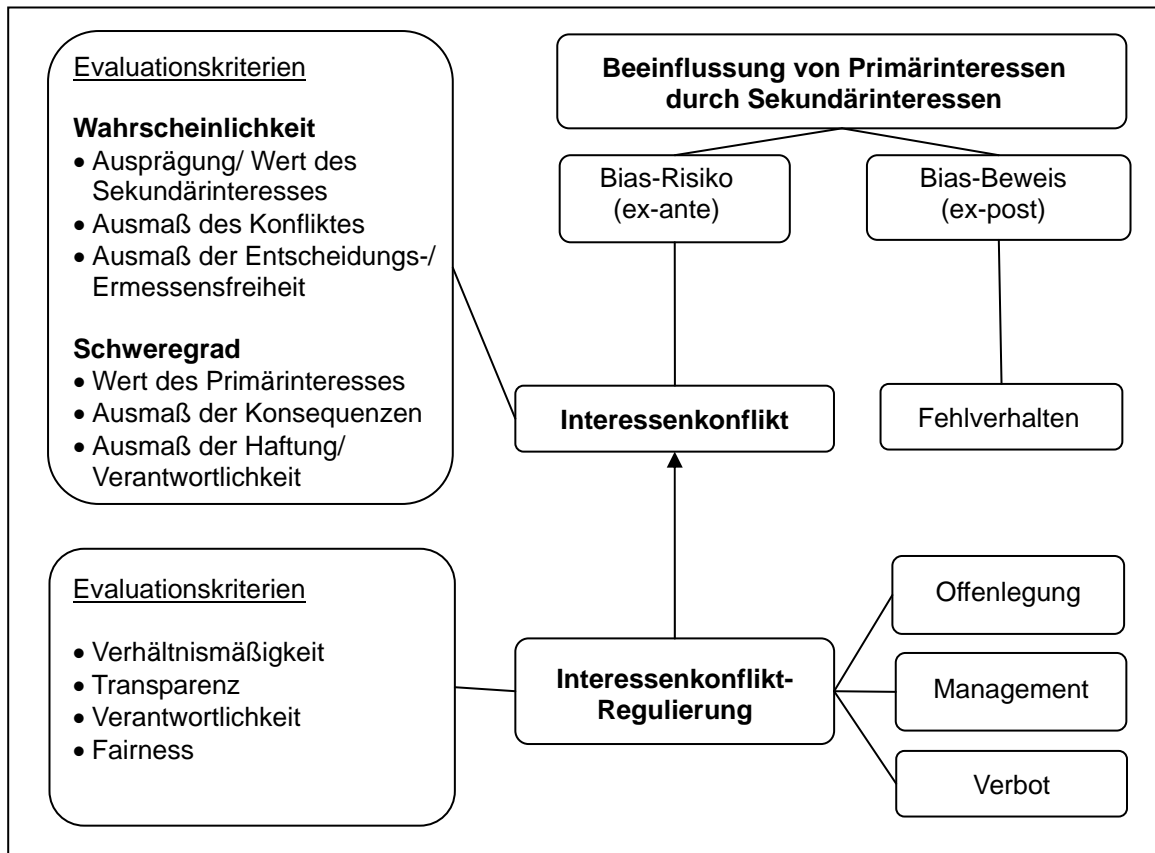 Evaluationskriterien
Wahrscheinlichkeit
• Ausprägung/ Wert des
Sekundärinteresses
• Ausmaß des Konfliktes
• Ausmaß der Entscheidungs-/
Ermessensfreiheit
Schweregrad
• Wert des Primärinteresses
• Ausmaß der Konsequenzen
• Ausmaß der Haftung/
Verantwortlichkeit
Beeinflussung von Primärinteressen
durch Sekundärinteressen
Bias-Risiko
(ex-ante)
Bias-Beweis
(ex-post)
Interessenkonflikt
Fehlverhalten
Evaluationskriterien
• Verhältnismäßigkeit
• Transparenz
• Verantwortlichkeit
• Fairness
Interessenkonflikt-
Regulierung
Offenlegung
Management
Verbot